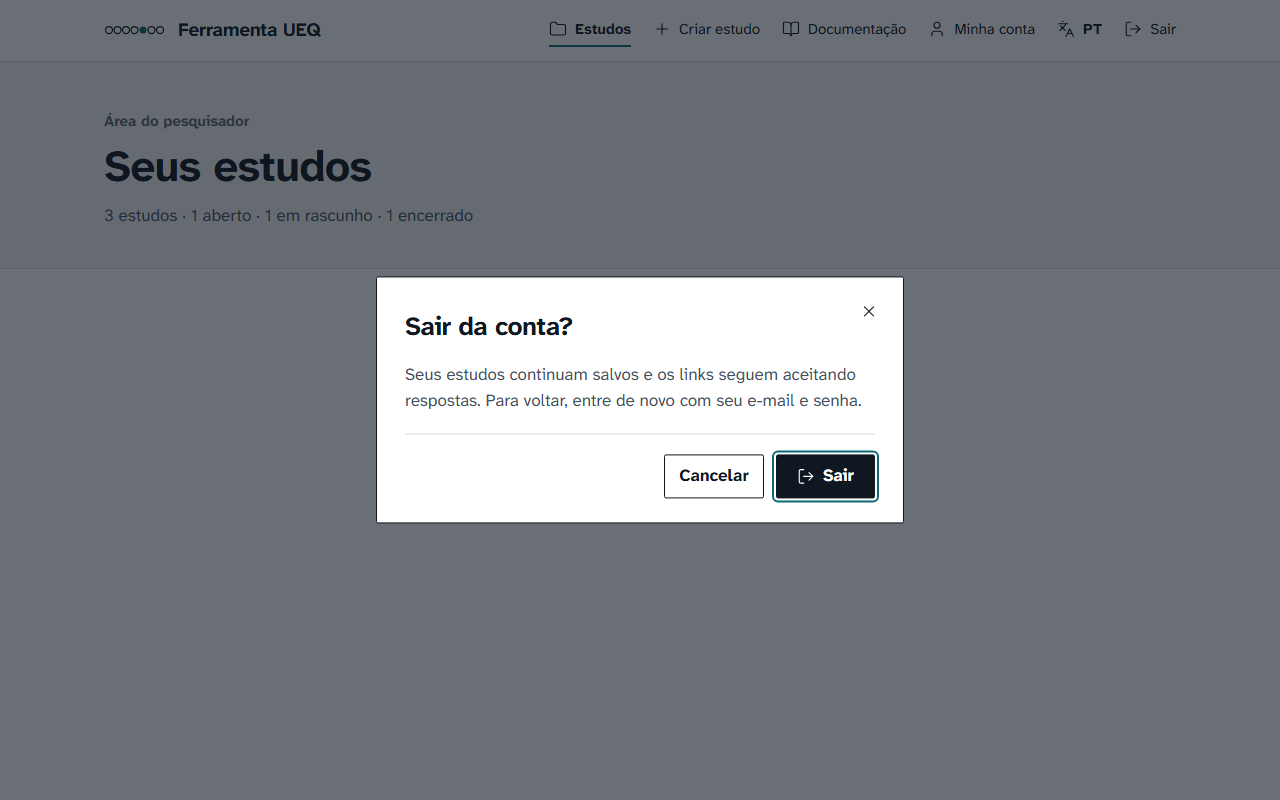 Ferramenta UEQ
Estudos
Criar estudo
Documentação
Minha conta
PT
Sair
Área do pesquisador
Seus estudos
3 estudos · 1 aberto · 1 em rascunho · 1 encerrado
Sair da conta?
Seus estudos continuam salvos e os links seguem aceitando
respostas. Para voltar, entre de novo com seu e-mail e senha.
Cancelar
Sair